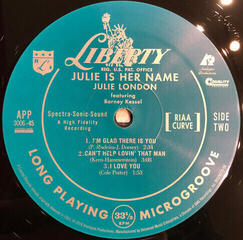 LIBERTY
REG. U.S. PAT. OFFICE
JULIE IS HER NAME
JULIE LONDON
featuring
Barney Kessel
Spectra-Sonic-Sound
A High Fidelity
Recording
[ RIAA
CURVE ]
APP
3006-45
SIDE
TWO
1. I'M GLAD THERE IS YOU
(P. Madeira-J. Dorsey) 2:38
2. CAN'T HELP LOVIN' THAT MAN
(Kern-Hammerstein) 3:08
3. I LOVE YOU
(Cole Porter) 1:50
LONG PLAYING 33⅓ RPM MICROGROOVE